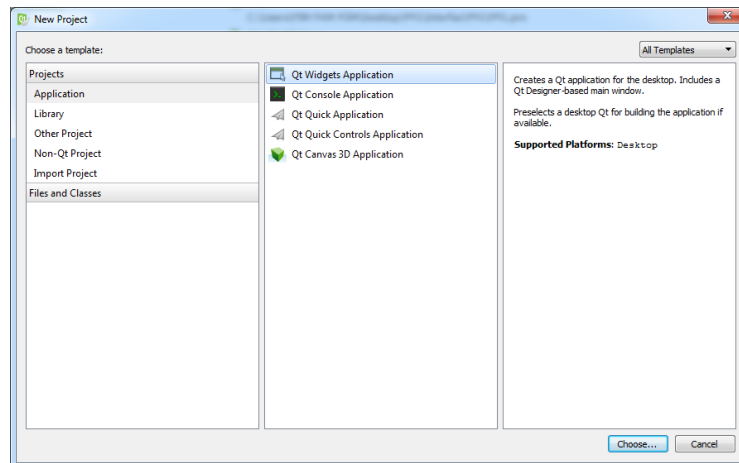 New Project
Choose a template:
All Templates
Projects
Application
Library
Other Project
Non-Qt Project
Import Project
Files and Classes
Qt Widgets Application
Qt Console Application
Qt Quick Application
Qt Quick Controls Application
Qt Canvas 3D Application
Creates a Qt application for the desktop. Includes a
Qt Designer-based main window.
Preselects a desktop Qt for building the application if
available.
Supported Platforms: Desktop
Choose...
Cancel